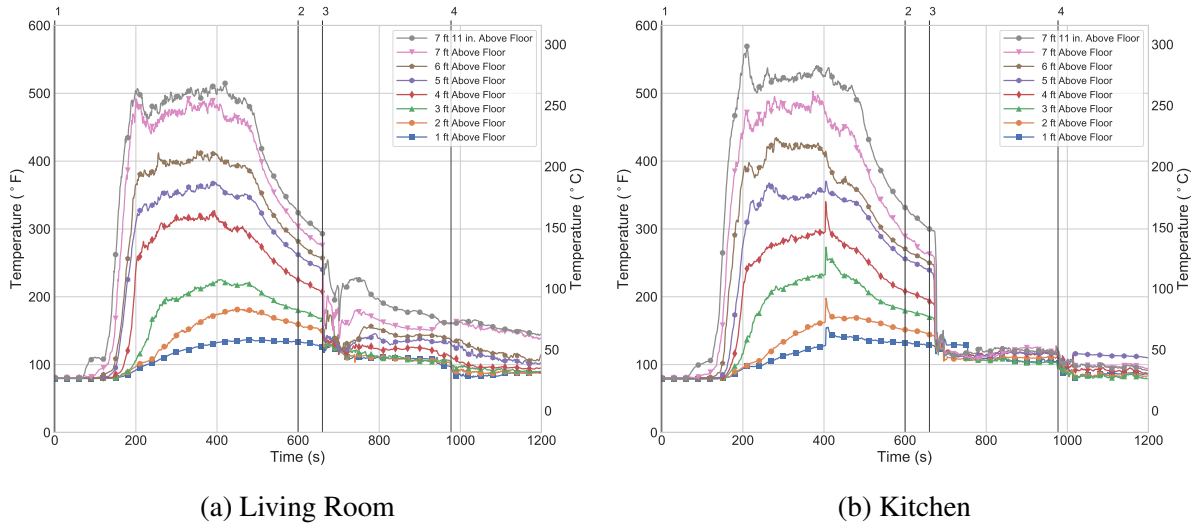 1 2 3 4
600
500
400
300
200
100
0
Temperature (° F)
300
250
200
150
100
50
0
Temperature (° C)
0 200 400 600 800 1000 1200
Time (s)
7 ft 11 in. Above Floor
7 ft Above Floor
6 ft Above Floor
5 ft Above Floor
4 ft Above Floor
3 ft Above Floor
2 ft Above Floor
1 ft Above Floor
(a) Living Room
1 2 3 4
600
500
400
300
200
100
0
Temperature (° F)
300
250
200
150
100
50
0
Temperature (° C)
0 200 400 600 800 1000 1200
Time (s)
7 ft 11 in. Above Floor
7 ft Above Floor
6 ft Above Floor
5 ft Above Floor
4 ft Above Floor
3 ft Above Floor
2 ft Above Floor
1 ft Above Floor
(b) Kitchen